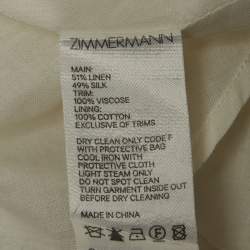 ZIMMERMANN
MAIN:
51% LINEN
49% SILK
TRIM:
100% VISCOSE
LINING:
100% COTTON
EXCLUSIVE OF TRIMS
DRY CLEAN ONLY CODE F
WITH PROTECTIVE BAG
COOL IRON WITH
PROTECTIVE CLOTH
LIGHT STEAM ONLY
DO NOT SPOT CLEAN
TURN GARMENT INSIDE OUT
BEFORE DRY CLEANING
MADE IN CHINA